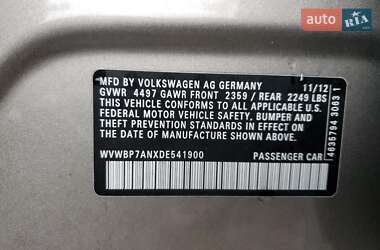 auto RIA
11/12
MFD BY VOLKSWAGEN AG GERMANY
GVWR 4497 GAWR FRONT 2359 / REAR 2249 LBS
THIS VEHICLE CONFORMS TO ALL APPLICABLE U.S.
FEDERAL MOTOR VEHICLE SAFETY, BUMPER AND
THEFT PREVENTION STANDARDS IN EFFECT ON THE
DATE OF MANUFACTURE SHOWN ABOVE.
WVWBP7ANXDE541900 PASSENGER CAR
4635794 30631